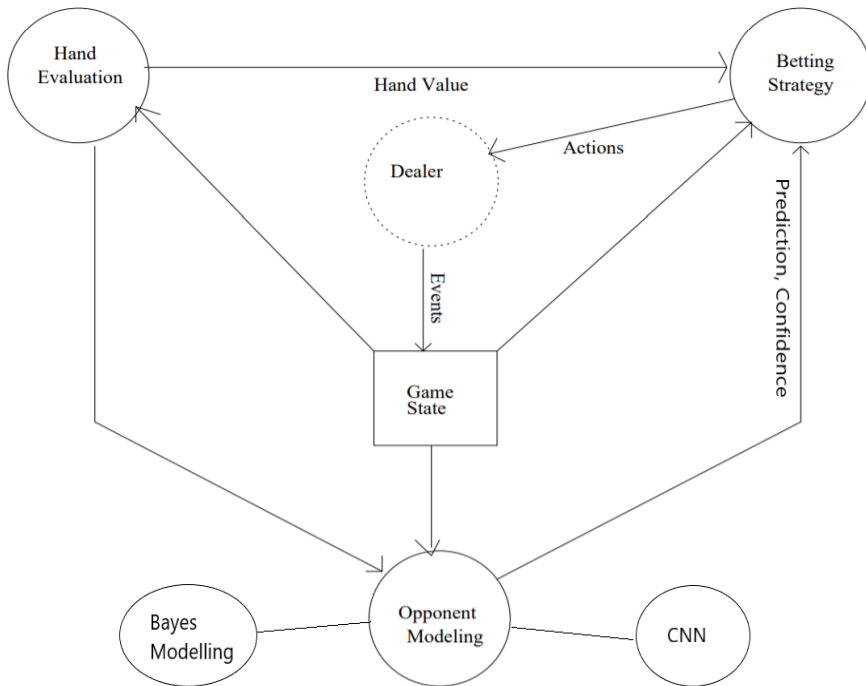 Hand
Evaluation
Betting
Strategy
Hand Value
Actions
Dealer
Prediction, Confidence
Events
Game
State
Opponent
Modeling
Bayes
Modelling
CNN